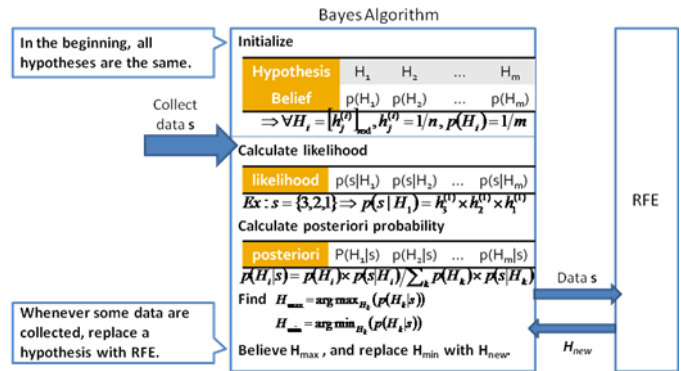 Bayes Algorithm
In the beginning, all
hypotheses are the same.
Initialize
Hypothesis H₁ H₂ ... Hₘ
Belief p(H₁) p(H₂) ... p(Hₘ)
⇒ ∀Hᵢ = [hⱼ⁽ⁱ⁾]ₙₓ₁, hⱼ⁽ⁱ⁾ = 1/n, p(Hᵢ) = 1/m
Collect
data s
Calculate likelihood
likelihood p(s|H₁) p(s|H₂) ... p(s|Hₘ)
Ex: s = {3,2,1} ⇒ p(s | H₁) = h₃⁽¹⁾ × h₂⁽¹⁾ × h₁⁽¹⁾
Calculate posteriori probability
posteriori P(H₁|s) p(H₂|s) ... p(Hₘ|s)
p(Hᵢ|s) = p(Hᵢ) × p(s|Hᵢ)/∑ₖ p(Hₖ) × p(s|Hₖ)
Find Hmax = arg max_Hₖ (p(Hₖ|s))
Hmin = arg min_Hₖ (p(Hₖ|s))
Believe Hmax, and replace Hmin with Hnew.
Whenever some data are
collected, replace a
hypothesis with RFE.
RFE
Data s
Hnew